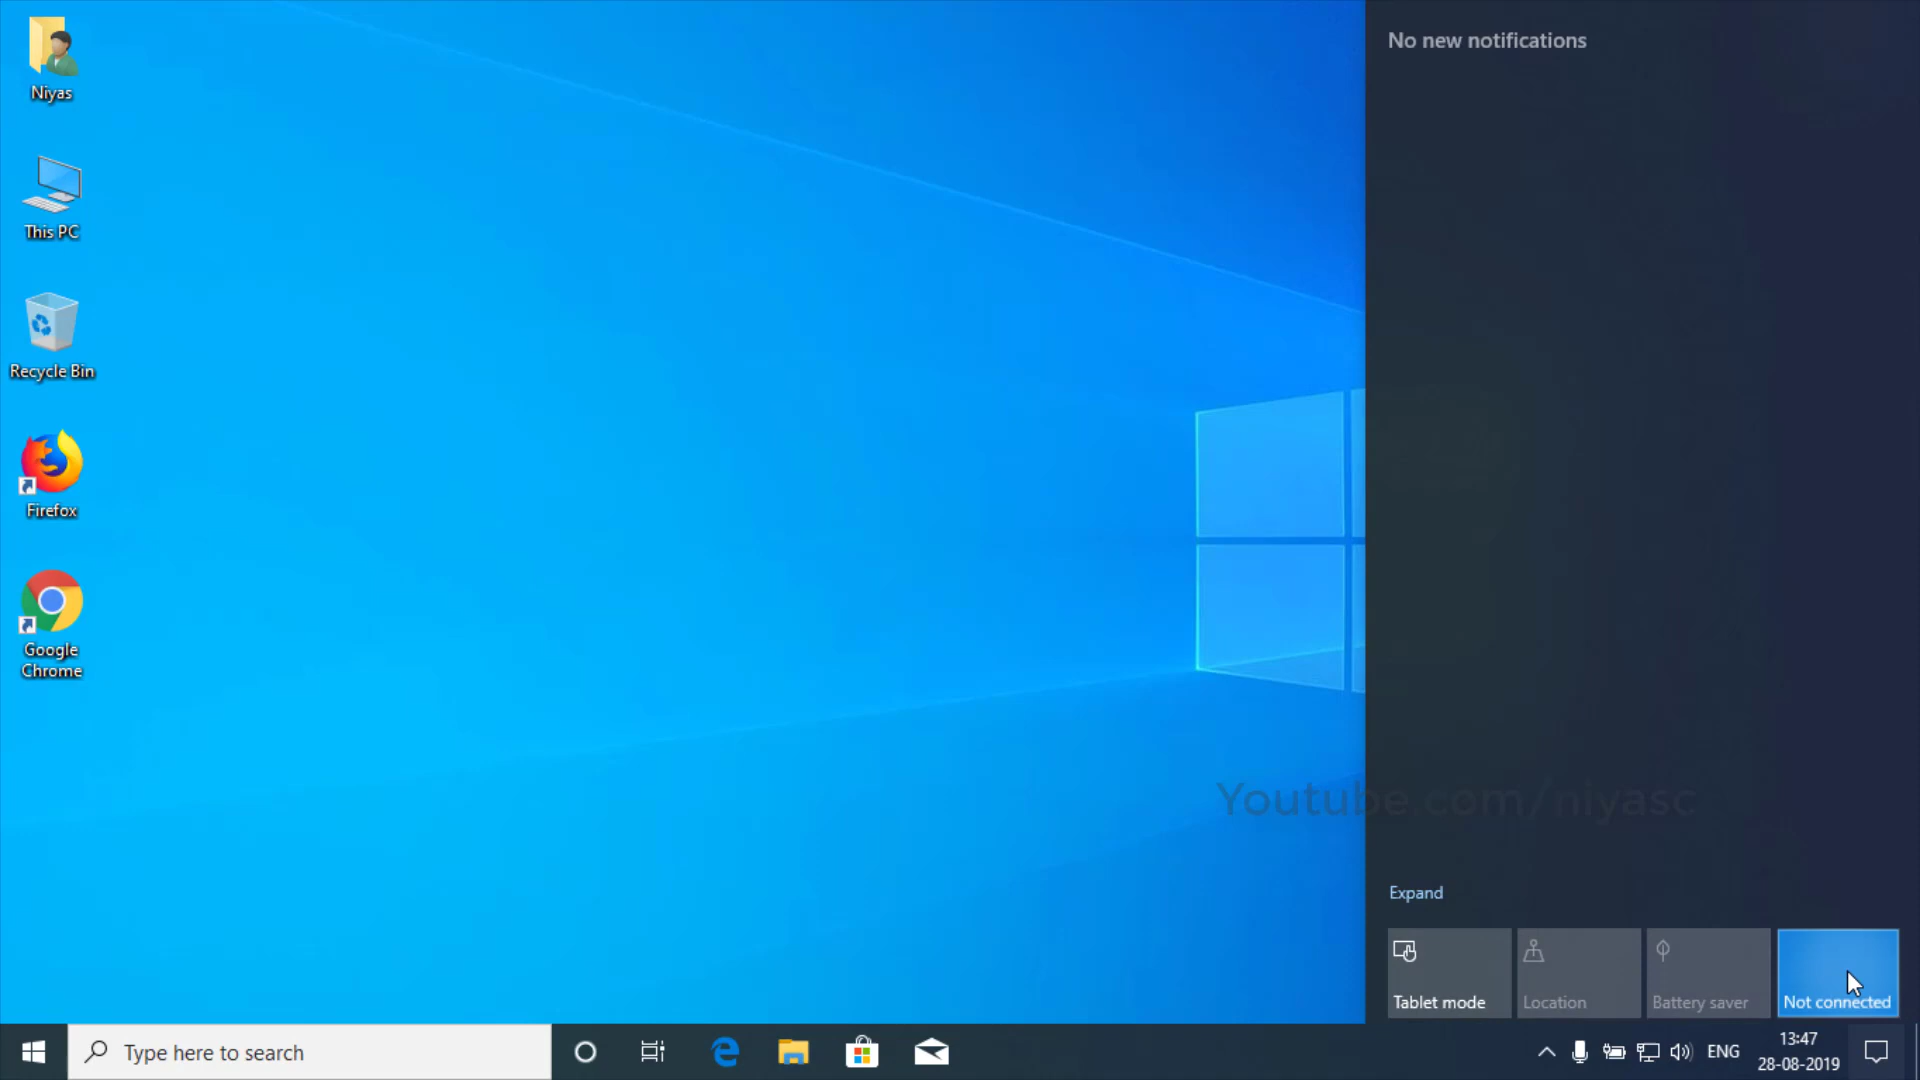 No new notifications
Niyas
This PC
Recycle Bin
Firefox
Google
Chrome
Youtube.com/niyasc
Expand
Tablet mode
Location
Battery saver
Not connected
Type here to search
ENG
13:47
28-08-2019